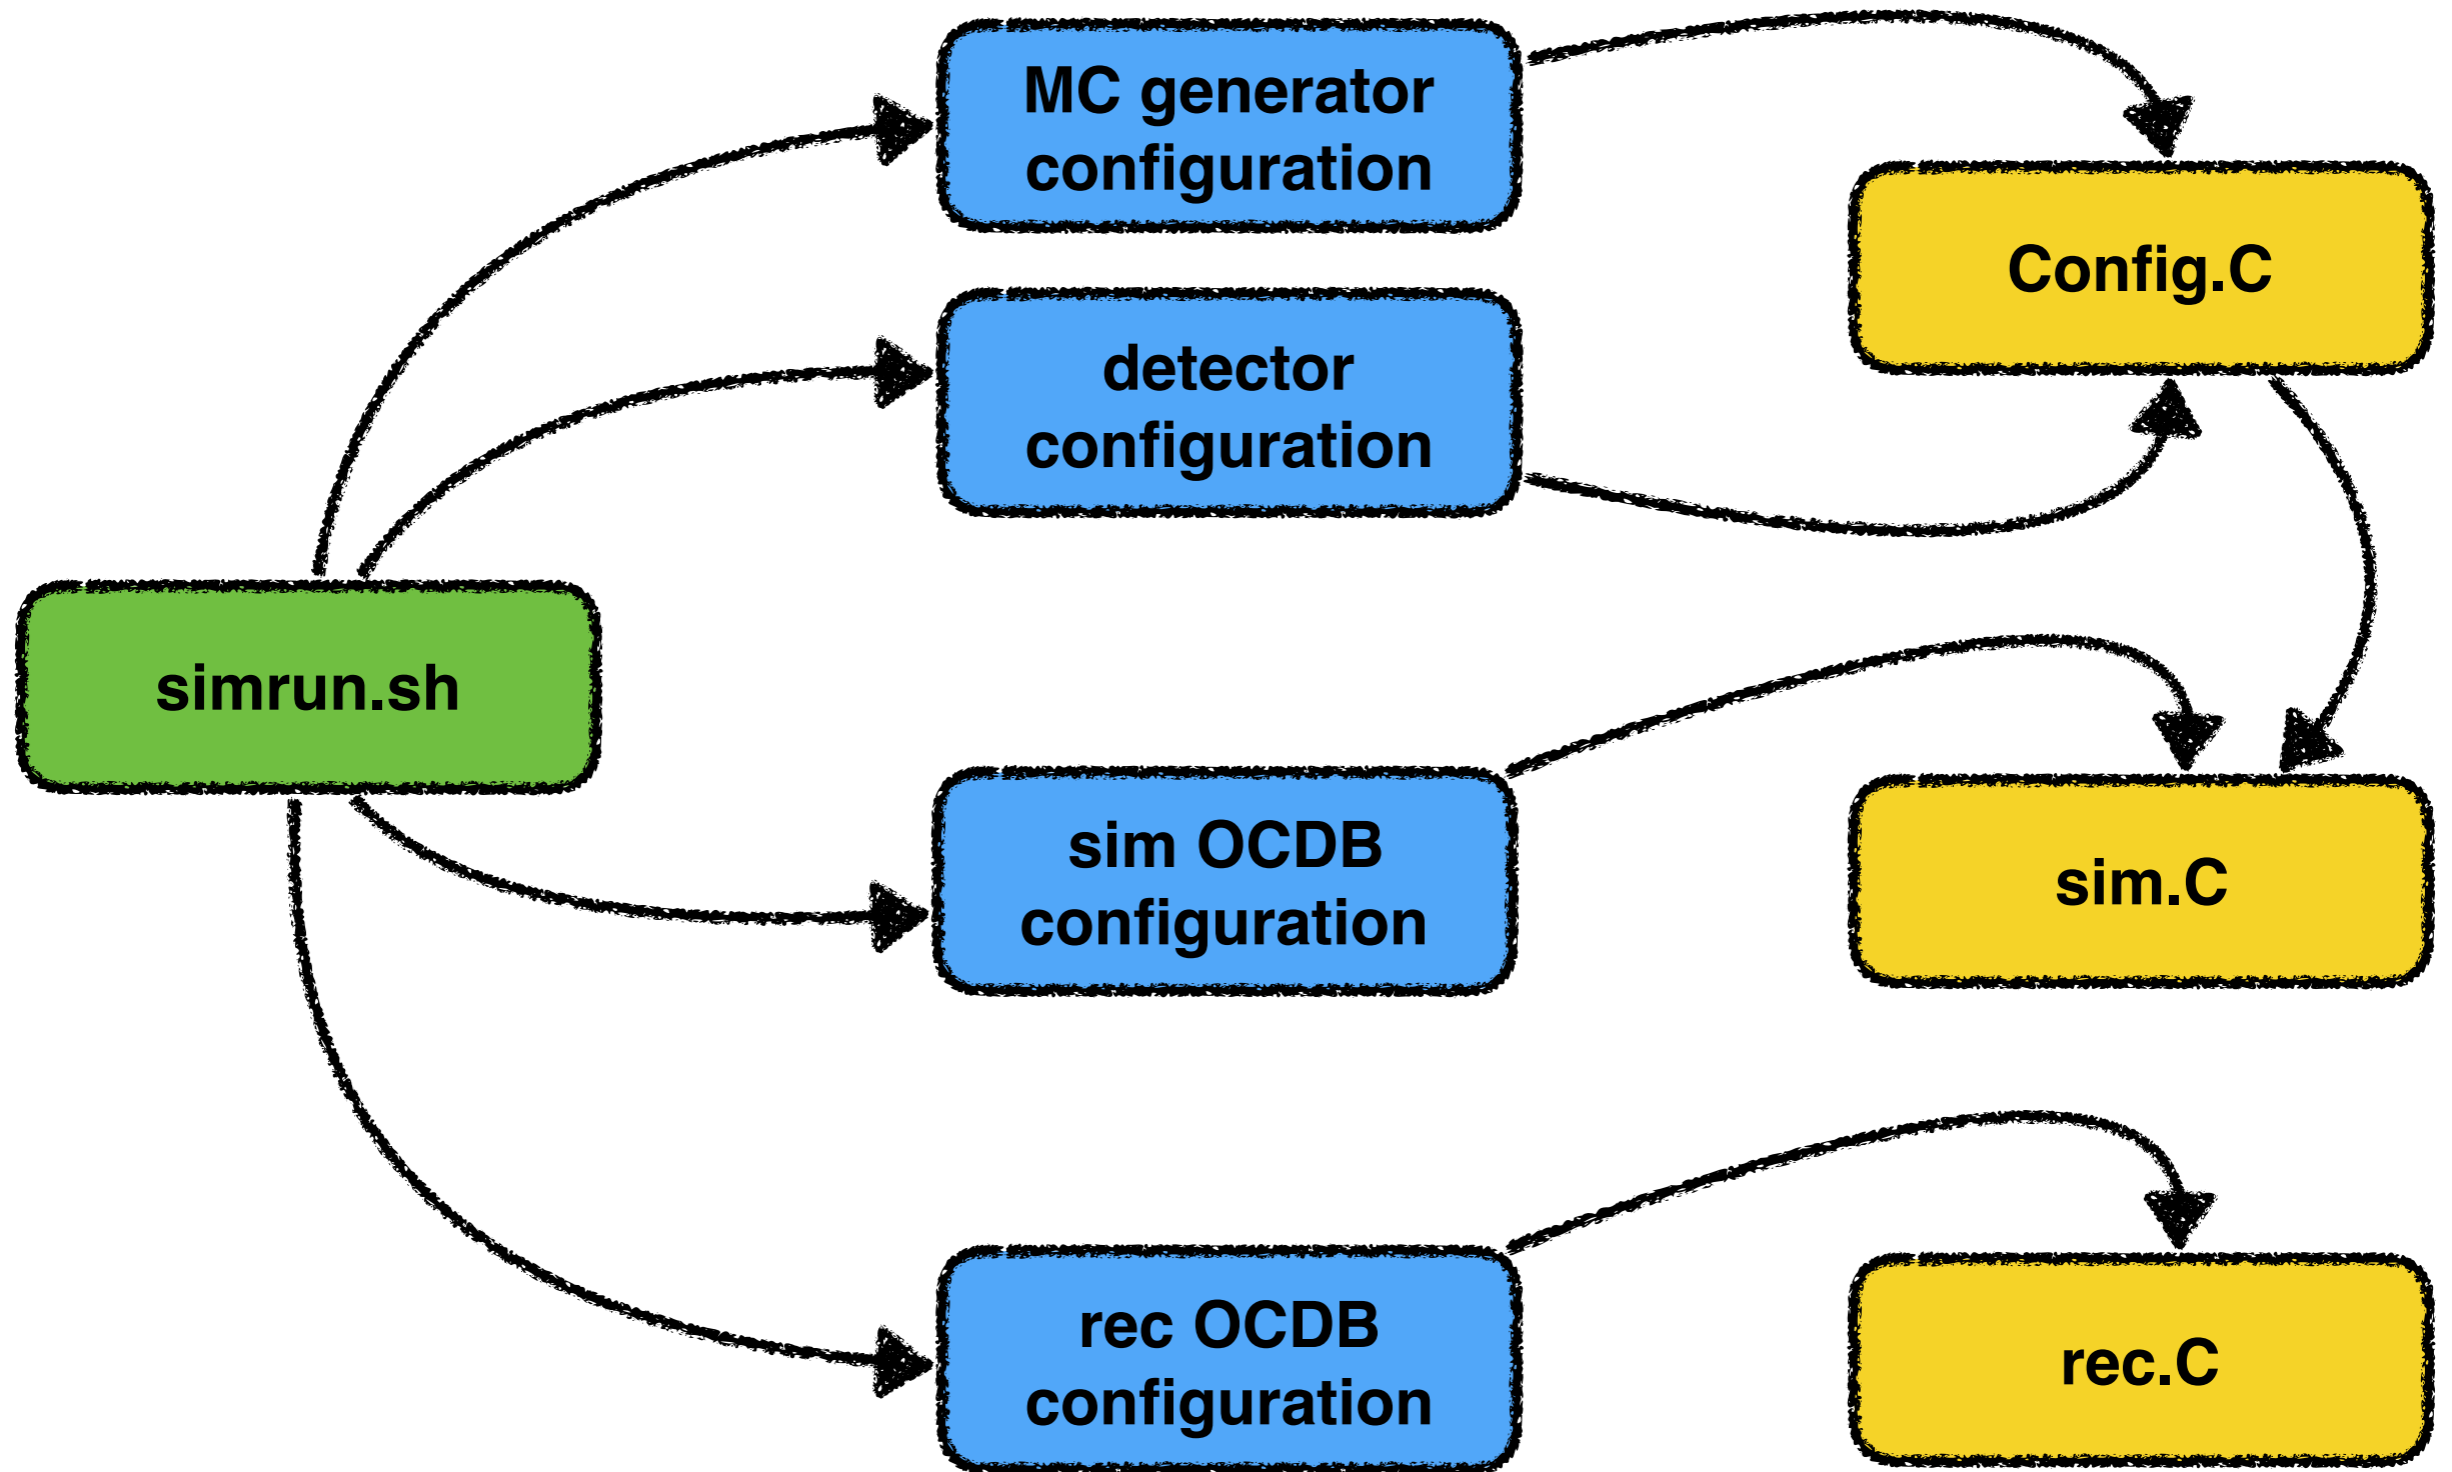 MC generator
configuration
Config.C
detector
configuration
simrun.sh
sim OCDB
configuration
sim.C
rec OCDB
configuration
rec.C